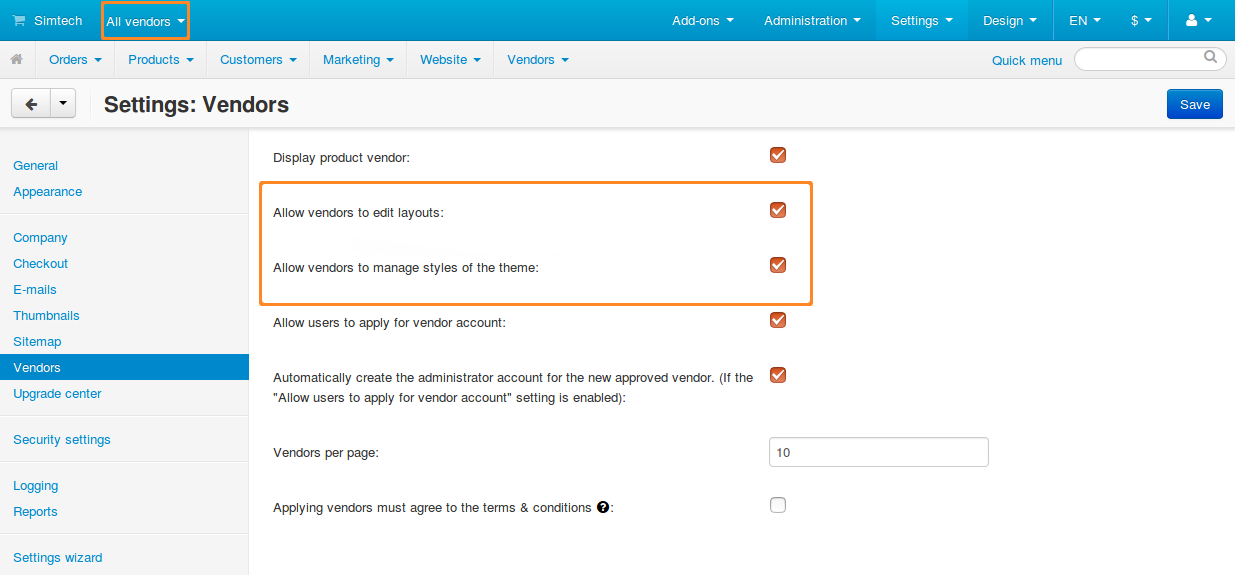 Simtech All vendors Add-ons Administration Settings Design EN $
Orders Products Customers Marketing Website Vendors Quick menu
Settings: Vendors Save
General
Appearance
Company
Checkout
E-mails
Thumbnails
Sitemap
Vendors
Upgrade center
Security settings
Logging
Reports
Settings wizard
Display product vendor:
Allow vendors to edit layouts:
Allow vendors to manage styles of the theme:
Allow users to apply for vendor account:
Automatically create the administrator account for the new approved vendor. (If the
"Allow users to apply for vendor account" setting is enabled):
Vendors per page: 10
Applying vendors must agree to the terms & conditions ?: